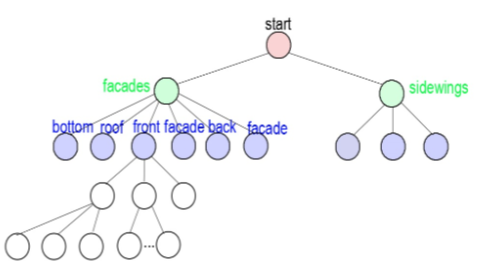 start
facades
sidewings
bottom roof front facade back facade